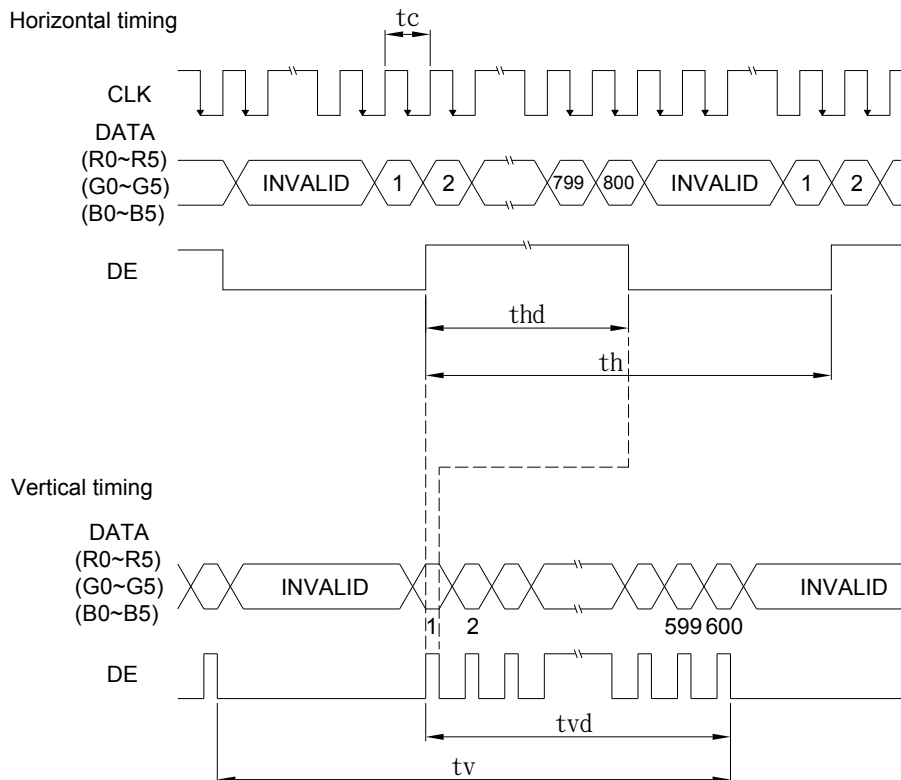 Horizontal timing
tc
CLK
DATA
(R0~R5)
(G0~G5)
(B0~B5)
INVALID 1 2 799 800 INVALID 1 2
DE
thd
th
Vertical timing
DATA
(R0~R5)
(G0~G5)
(B0~B5)
INVALID INVALID
1 2 599 600
DE
tvd
tv